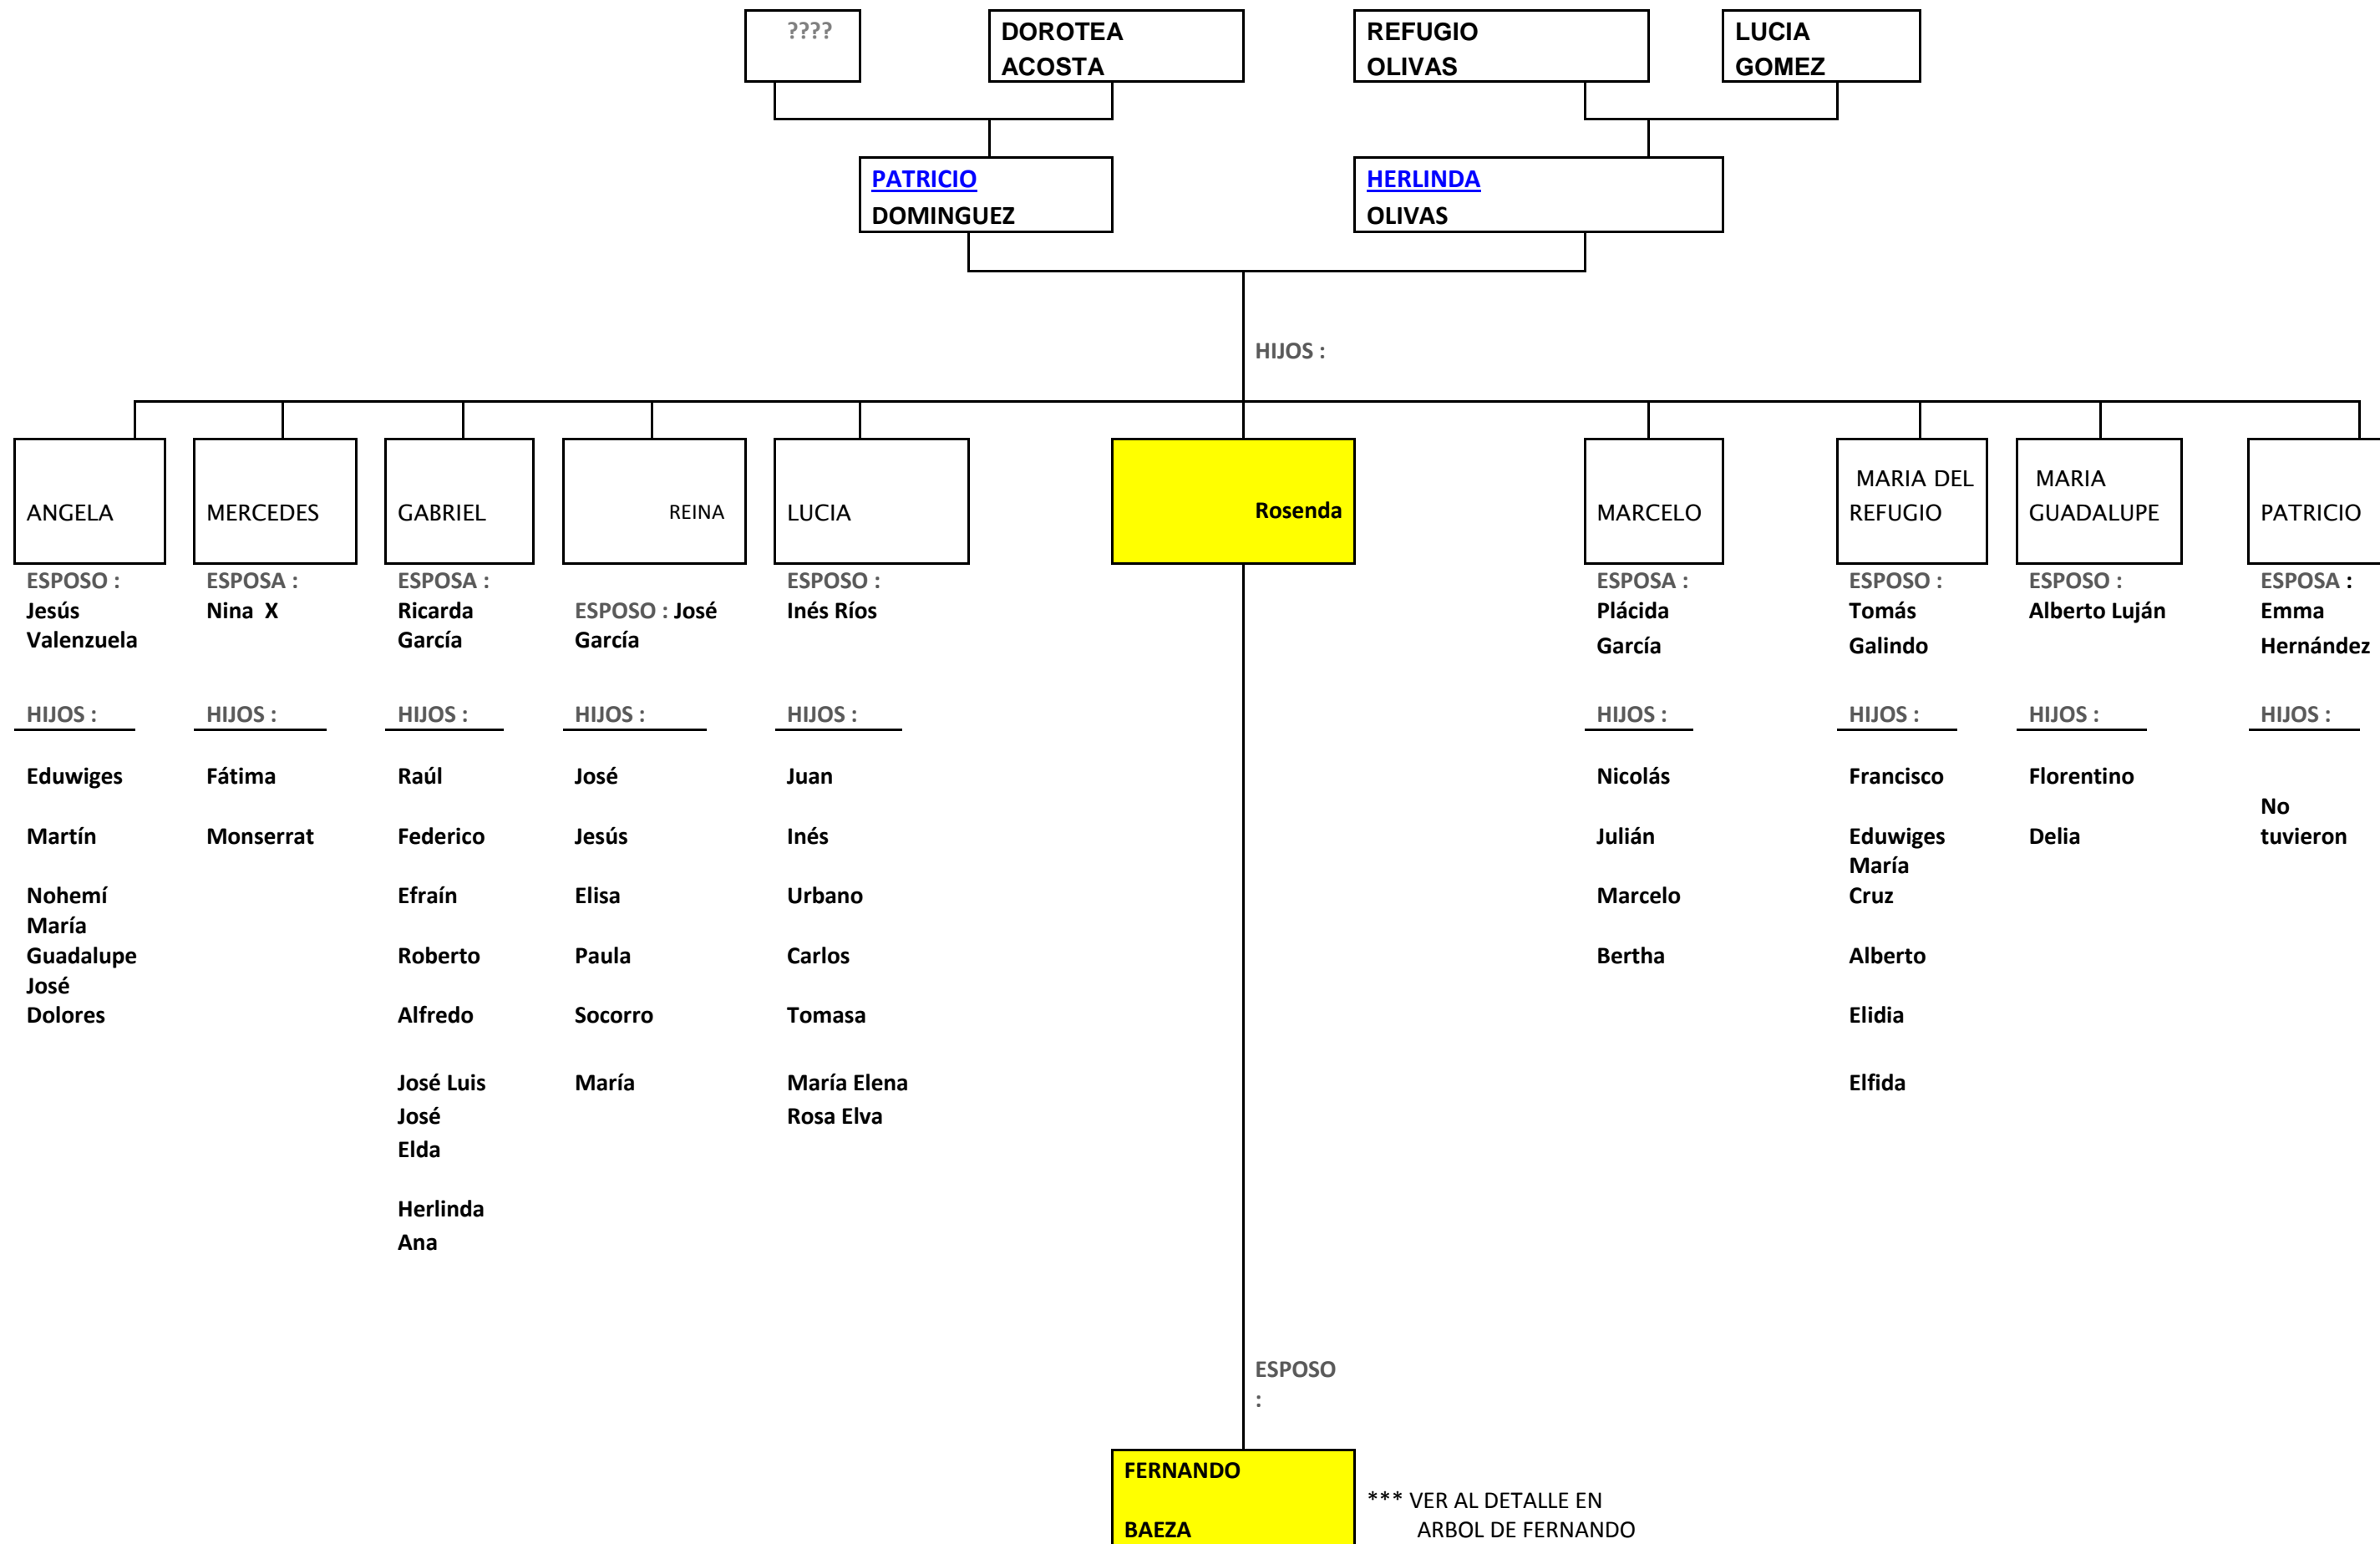 ????
DOROTEA
ACOSTA
REFUGIO
OLIVAS
LUCIA
GOMEZ
PATRICIO
DOMINGUEZ
HERLINDA
OLIVAS
HIJOS :
ANGELA
ESPOSO :
Jesús
Valenzuela
HIJOS :
Eduwiges
Martín
Nohemí
María
Guadalupe
José
Dolores
MERCEDES
ESPOSA :
Nina X
HIJOS :
Fátima
Monserrat
GABRIEL
ESPOSA :
Ricarda
García
HIJOS :
Raúl
Federico
Efraín
Roberto
Alfredo
José Luis
José
Elda
Herlinda
Ana
REINA
ESPOSO : José
García
HIJOS :
José
Jesús
Elisa
Paula
Socorro
María
LUCIA
ESPOSO :
Inés Ríos
HIJOS :
Juan
Inés
Urbano
Carlos
Tomasa
María Elena
Rosa Elva
Rosenda
ESPOSO
:
FERNANDO
BAEZA
*** VER AL DETALLE EN
ARBOL DE FERNANDO
MARCELO
ESPOSA :
Plácida
García
HIJOS :
Nicolás
Julián
Marcelo
Bertha
MARIA DEL
REFUGIO
ESPOSO :
Tomás
Galindo
HIJOS :
Francisco
Eduwiges
María
Cruz
Alberto
Elidia
Elfida
MARIA
GUADALUPE
ESPOSO :
Alberto Luján
HIJOS :
Florentino
Delia
PATRICIO
ESPOSA :
Emma
Hernández
HIJOS :
No
tuvieron